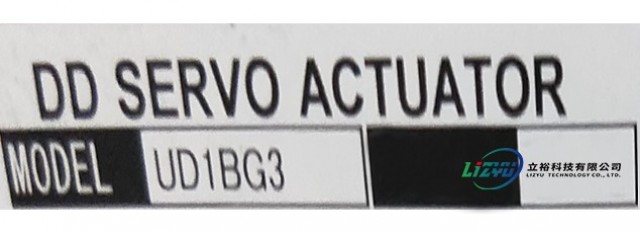 DD SERVO ACTUATOR
MODEL UD1BG3
LIZYU 立裕科技有限公司
LIZYU TECHNOLOGY CO., LTD.